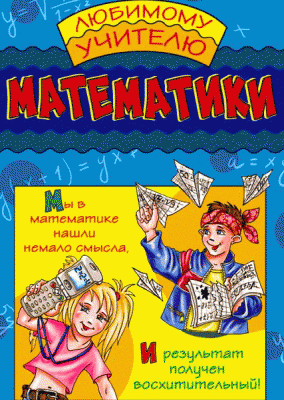 ЛЮБИМОМУ
УЧИТЕЛЮ
МАТЕМАТИКИ
Мы в
математике
нашли
немало смысла,
И результат
получен
восхитительный!